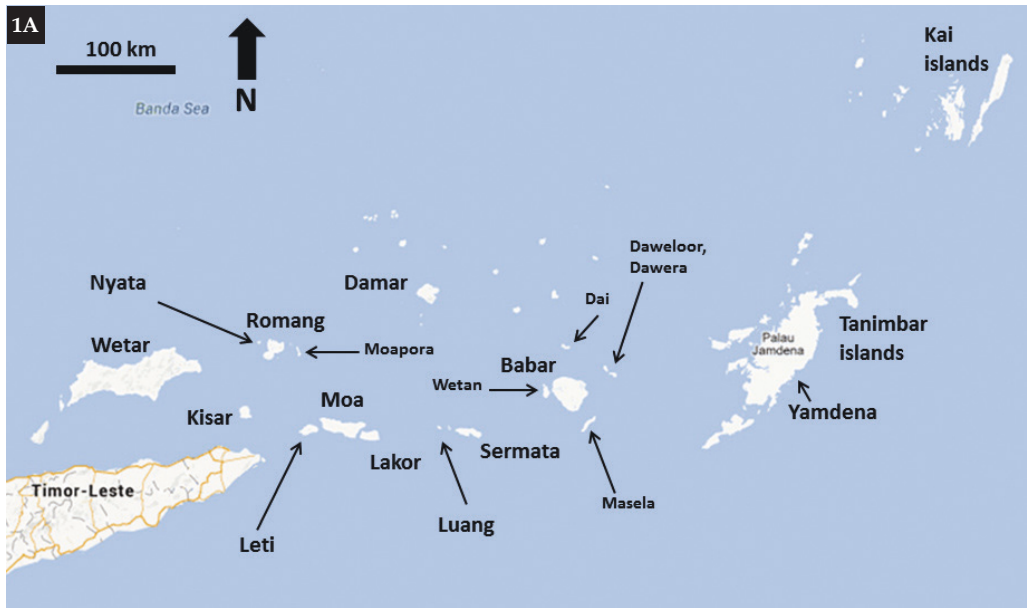 1A
100 km
N
Banda Sea
Kai
islands
Daweloor,
Dawera
Nyata
Damar
Dai
Romang
Wetar
Moapora
Babar
Palau
Jamdena
Tanimbar
islands
Wetan
Moa
Kisar
Yamdena
Lakor
Sermata
Timor-Leste
Masela
Luang
Leti